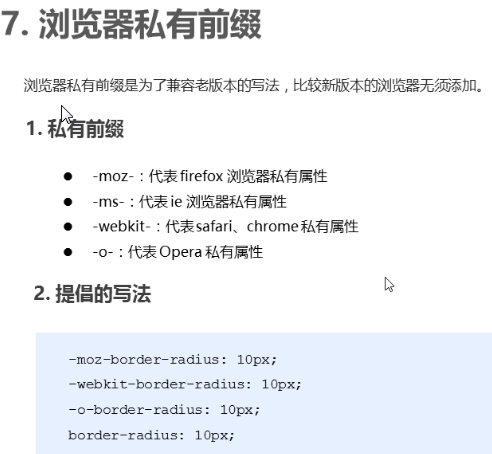 7. 浏览器私有前缀
浏览器私有前缀是为了兼容老版本的写法，比较新版本的浏览器无须添加。
1. 私有前缀
● -moz-：代表 firefox 浏览器私有属性
● -ms-：代表 ie 浏览器私有属性
● -webkit-：代表 safari、chrome 私有属性
● -o-：代表 Opera 私有属性
2. 提倡的写法
-moz-border-radius: 10px;
-webkit-border-radius: 10px;
-o-border-radius: 10px;
border-radius: 10px;